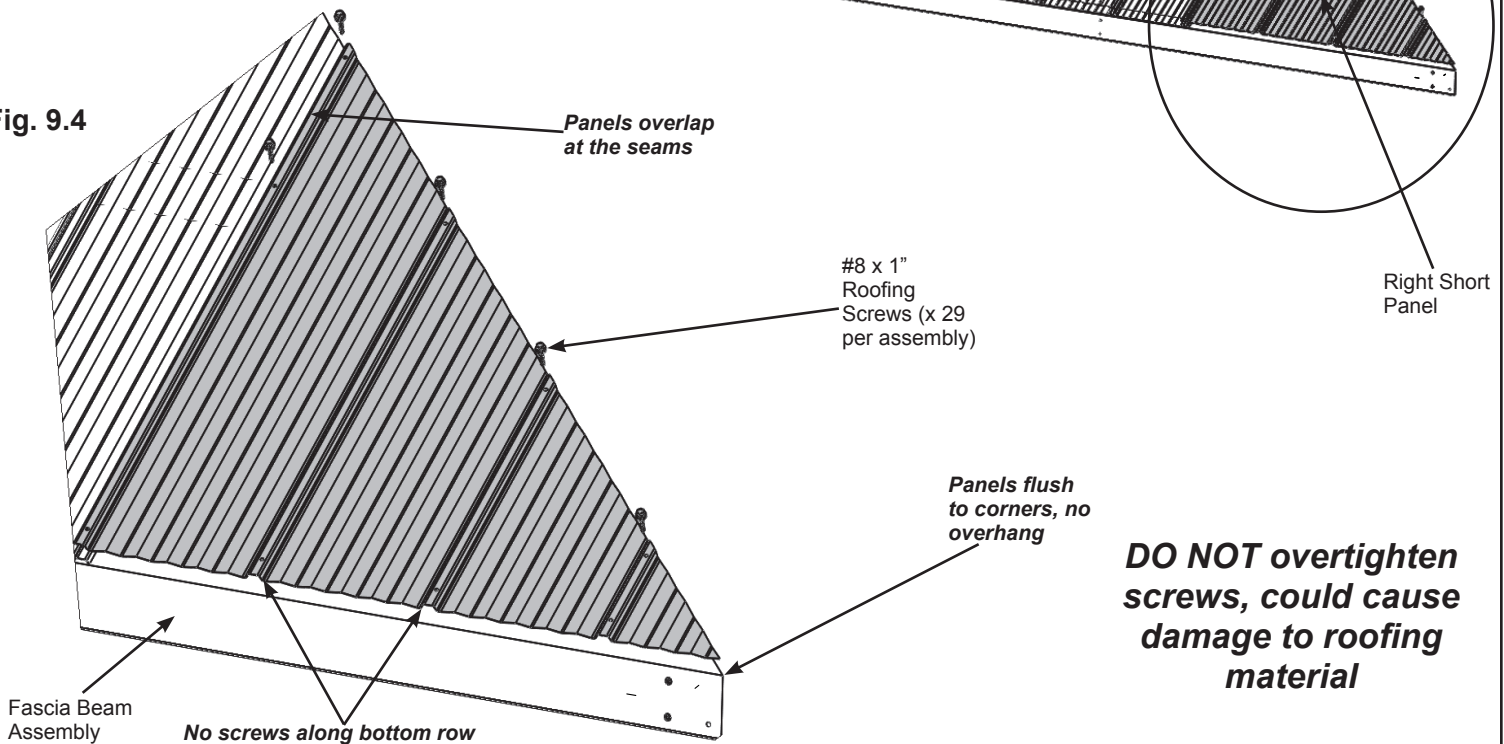 Fig. 9.4
Panels overlap
at the seams
#8 x 1”
Roofing
Screws (x 29
per assembly)
Right Short
Panel
Panels flush
to corners, no
overhang
DO NOT overtighten
screws, could cause
damage to roofing
material
Fascia Beam
Assembly
No screws along bottom row